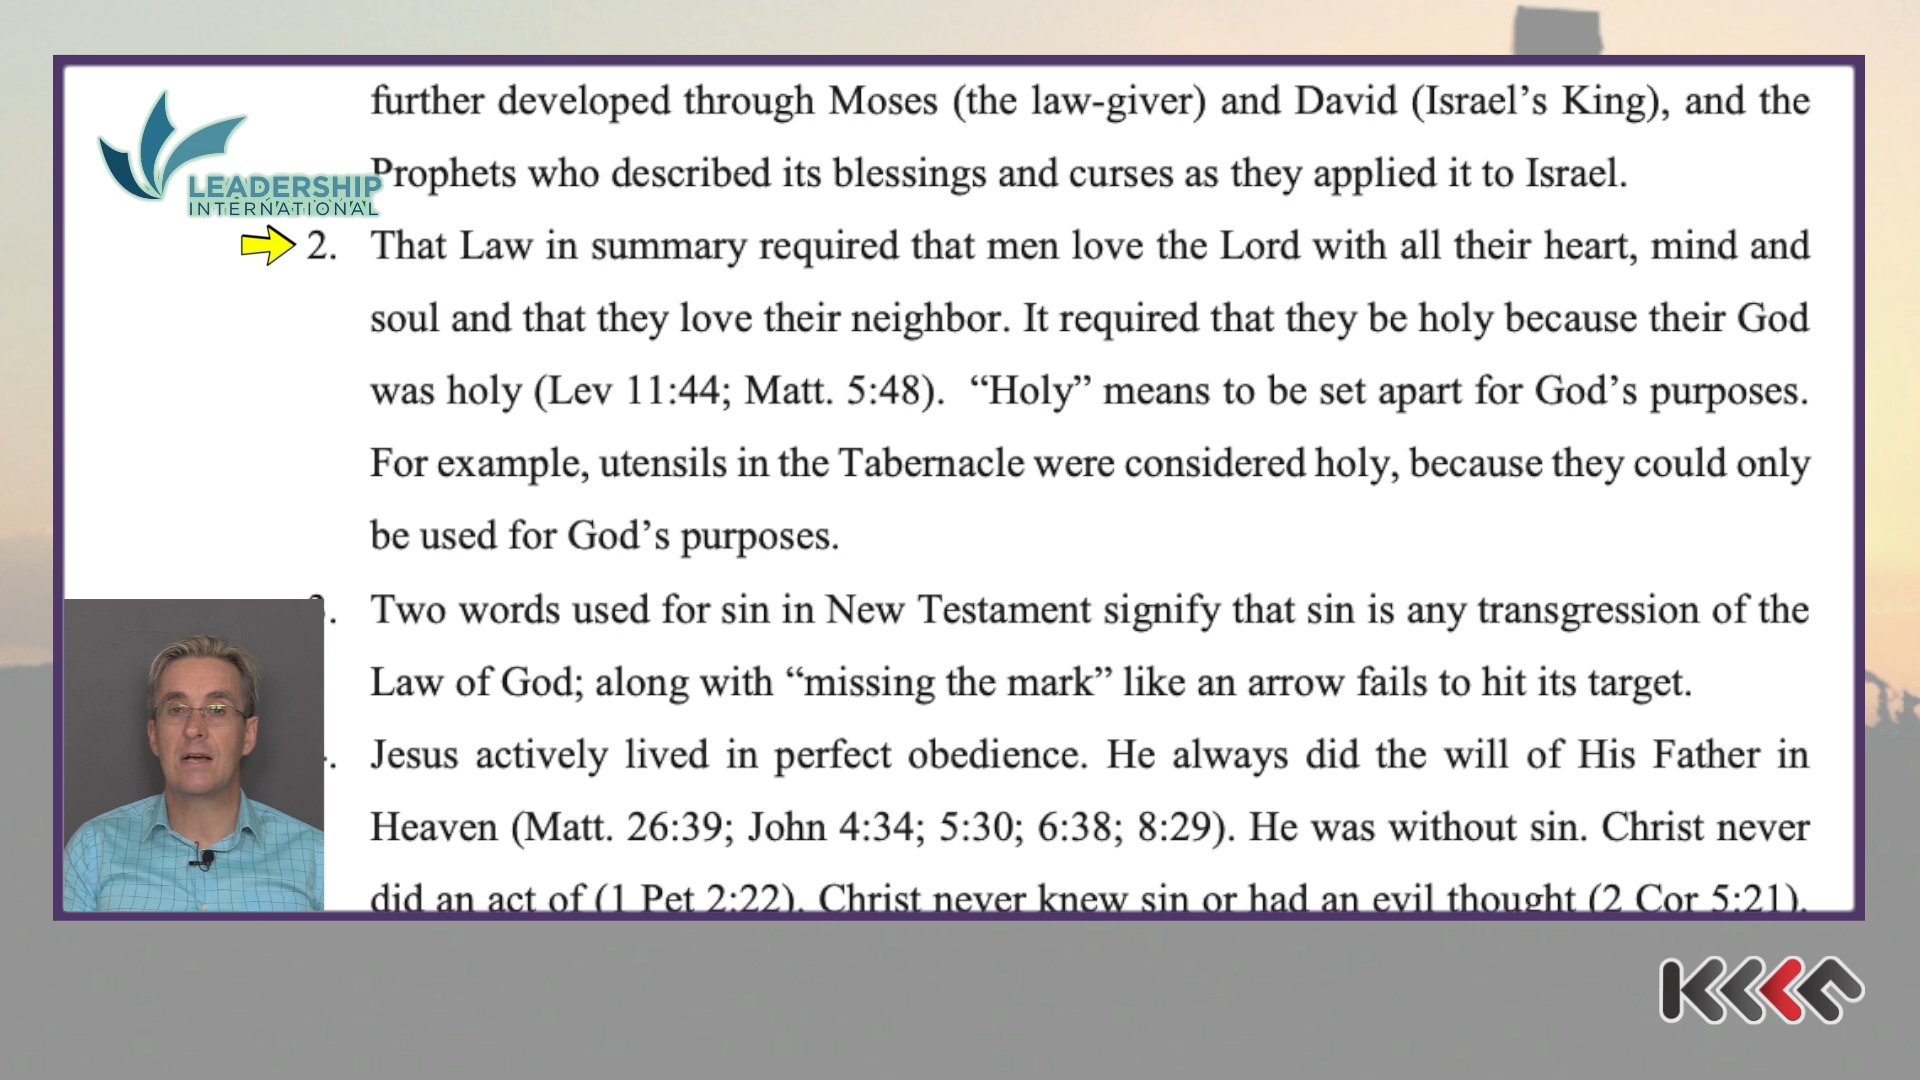 further developed through Moses (the law-giver) and David (Israel’s King), and the
Prophets who described its blessings and curses as they applied it to Israel.
LEADERSHIP
INTERNATIONAL
2. That Law in summary required that men love the Lord with all their heart, mind and
soul and that they love their neighbor. It required that they be holy because their God
was holy (Lev 11:44; Matt. 5:48). “Holy” means to be set apart for God’s purposes.
For example, utensils in the Tabernacle were considered holy, because they could only
be used for God’s purposes.
Two words used for sin in New Testament signify that sin is any transgression of the
Law of God; along with “missing the mark” like an arrow fails to hit its target.
Jesus actively lived in perfect obedience. He always did the will of His Father in
Heaven (Matt. 26:39; John 4:34; 5:30; 6:38; 8:29). He was without sin. Christ never
did an act of (1 Pet 2:22). Christ never knew sin or had an evil thought (2 Cor 5:21).